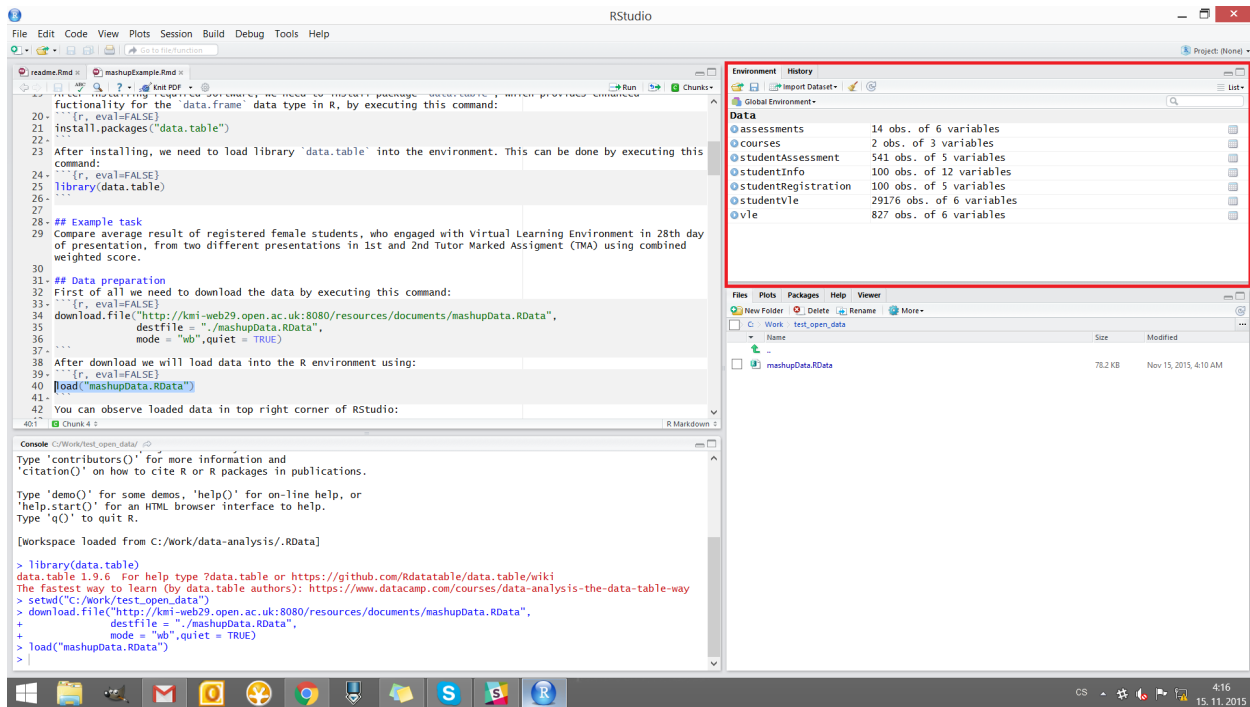 RStudio
File Edit Code View Plots Session Build Debug Tools Help
Go to file/function
Project: (None)
readme.Rmd
mashupExample.Rmd
ABC ? Knit PDF Run C Chunks
fuctionality for the `data.frame` data type in R, by executing this command:
20 ```{r, eval=FALSE}
21 install.packages("data.table")
22 ```
23 After installing, we need to load library `data.table` into the environment. This can be done by executing this
command:
24 ```{r, eval=FALSE}
25 library(data.table)
26 ```
27
28 ## Example task
29 Compare average result of registered female students, who engaged with Virtual Learning Environment in 28th day
of presentation, from two different presentations in 1st and 2nd Tutor Marked Assigment (TMA) using combined
weighted score.
30
31 ## Data preparation
32 First of all we need to download the data by executing this command:
33 ```{r, eval=FALSE}
34 download.file("http://kmi-web29.open.ac.uk:8080/resources/documents/mashupData.RData",
35 destfile = "./mashupData.RData",
36 mode = "wb",quiet = TRUE)
37 ```
38 After download we will load data into the R environment using:
39 ```{r, eval=FALSE}
40 load("mashupData.RData")
41 ```
42 You can observe loaded data in top right corner of RStudio:
40:1 C Chunk 4 R Markdown
Console C:/Work/test_open_data/
Type 'contributors()' for more information and
'citation()' on how to cite R or R packages in publications.
Type 'demo()' for some demos, 'help()' for on-line help, or
'help.start()' for an HTML browser interface to help.
Type 'q()' to quit R.
[Workspace loaded from C:/Work/data-analysis/.RData]
> library(data.table)
data.table 1.9.6 For help type ?data.table or https://github.com/Rdatatable/data.table/wiki
The fastest way to learn (by data.table authors): https://www.datacamp.com/courses/data-analysis-the-data-table-way
> setwd("C:/Work/test_open_data")
> download.file("http://kmi-web29.open.ac.uk:8080/resources/documents/mashupData.RData",
+ destfile = "./mashupData.RData",
+ mode = "wb",quiet = TRUE)
> load("mashupData.RData")
>
Environment History
Import Dataset List
Global Environment
Data
assessments 14 obs. of 6 variables
courses 2 obs. of 3 variables
studentAssessment 541 obs. of 5 variables
studentInfo 100 obs. of 12 variables
studentRegistration 100 obs. of 5 variables
studentVle 29176 obs. of 6 variables
vle 827 obs. of 6 variables
Files Plots Packages Help Viewer
New Folder Delete Rename More
C: Work test_open_data
Name Size Modified
..
mashupData.RData 78.2 KB Nov 15, 2015, 4:10 AM
CS 4:16
15. 11. 2015